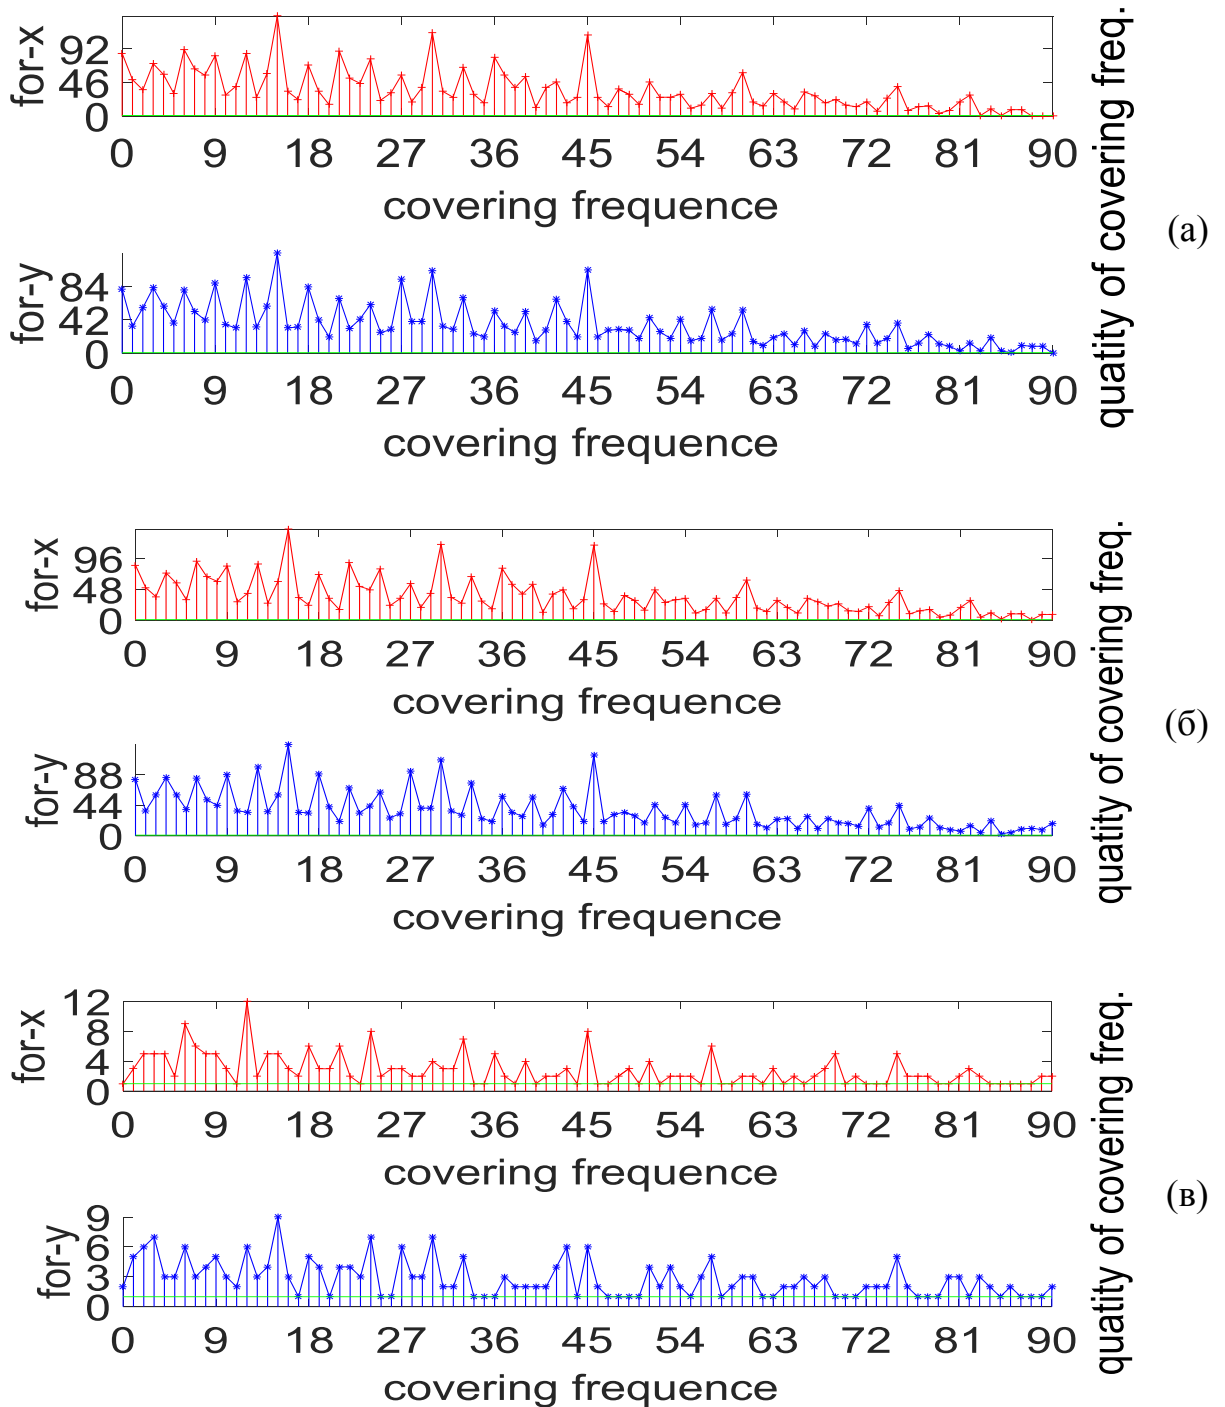 for-x
92
46
0
0 9 18 27 36 45 54 63 72 81 90
covering frequence
for-y
84
42
0
0 9 18 27 36 45 54 63 72 81 90
covering frequence
quatity of covering freq.
(а)
for-x
96
48
0
0 9 18 27 36 45 54 63 72 81 90
covering frequence
for-y
88
44
0
0 9 18 27 36 45 54 63 72 81 90
covering frequence
quatity of covering freq.
(б)
for-x
12
8
4
0
0 9 18 27 36 45 54 63 72 81 90
covering frequence
for-y
9
6
3
0
0 9 18 27 36 45 54 63 72 81 90
covering frequence
quatity of covering freq.
(в)